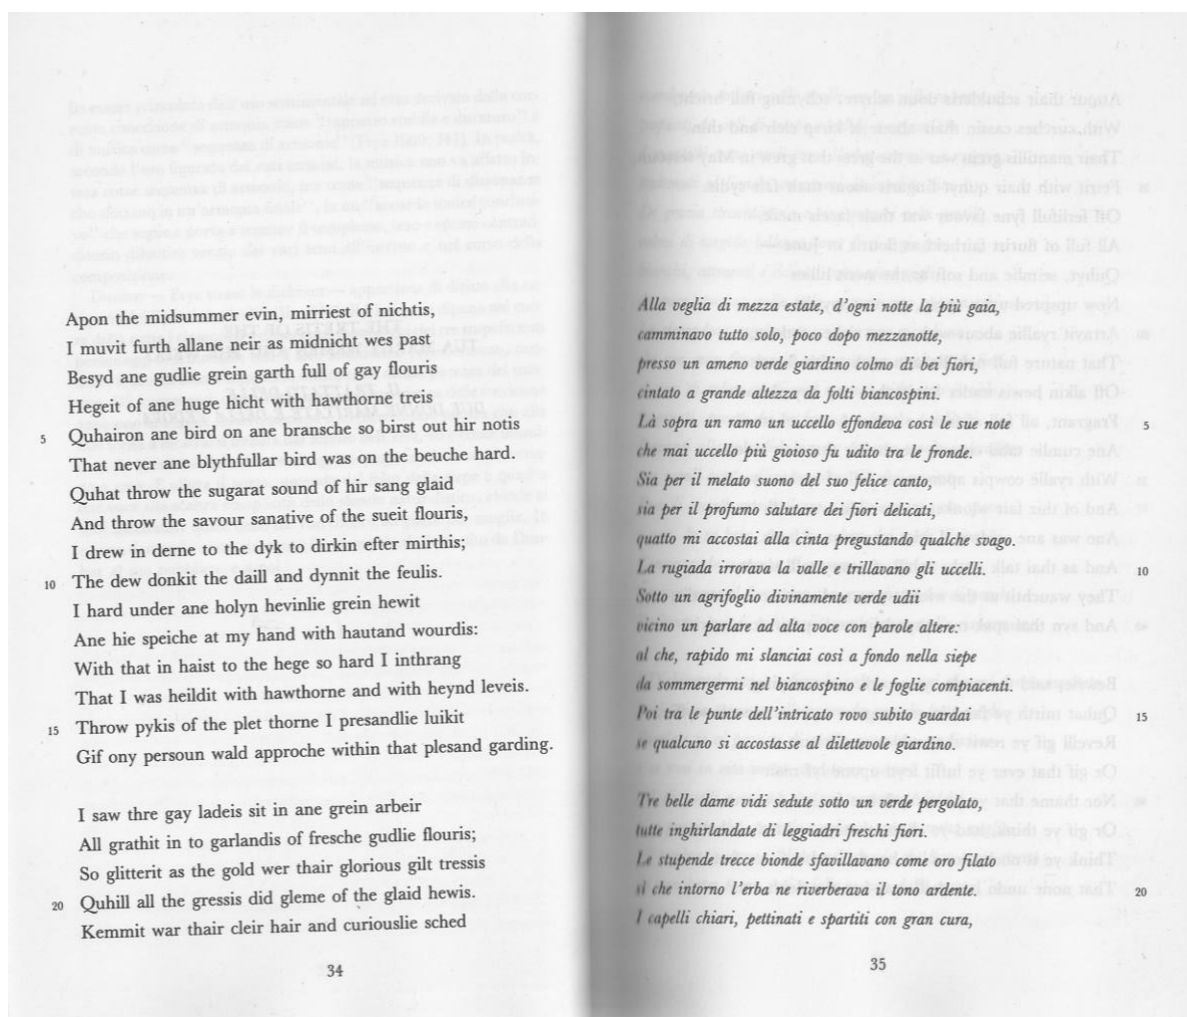 Apon the midsummer evin, mirriest of nichtis,
I muvit furth allane neir as midnicht wes past
Besyd ane gudlie grein garth full of gay flouris
Hegeit of ane huge hicht with hawthorne treis
5 Quhairon ane bird on ane bransche so birst out hir notis
That never ane blythfullar bird was on the beuche hard.
Quhat throw the sugarat sound of hir sang glaid
And throw the savour sanative of the sueit flouris,
I drew in derne to the dyk to dirkin efter mirthis;
10 The dew donkit the daill and dynnit the feulis.
I hard under ane holyn hevinlie grein hewit
Ane hie speiche at my hand with hautand wourdis:
With that in haist to the hege so hard I inthrang
That I was heildit with hawthorne and with heynd leveis.
15 Throw pykis of the plet thorne I presandlie luikit
Gif ony persoun wald approche within that plesand garding.
I saw thre gay ladeis sit in ane grein arbeir
All grathit in to garlandis of fresche gudlie flouris;
So glitterit as the gold wer thair glorious gilt tressis
20 Quhill all the gressis did gleme of the glaid hewis.
Kemmit war thair cleir hair and curiouslie sched
34
Alla veglia di mezza estate, d'ogni notte la più gaia,
camminavo tutto solo, poco dopo mezzanotte,
presso un ameno verde giardino colmo di bei fiori,
cintato a grande altezza da folti biancospini.
Là sopra un ramo un uccello effondeva così le sue note 5
che mai uccello più gioioso fu udito tra le fronde.
Sia per il melato suono del suo felice canto,
sia per il profumo salutare dei fiori delicati,
quatto mi accostai alla cinta pregustando qualche svago.
La rugiada irrorava la valle e trillavano gli uccelli. 10
Sotto un agrifoglio divinamente verde udii
vicino un parlare ad alta voce con parole altere:
al che, rapido mi slanciai così a fondo nella siepe
da sommergermi nel biancospino e le foglie compiacenti.
Poi tra le punte dell'intricato rovo subito guardai 15
se qualcuno si accostasse al dilettevole giardino.
Tre belle dame vidi sedute sotto un verde pergolato,
tutte inghirlandate di leggiadri freschi fiori.
Le stupende trecce bionde sfavillavano come oro filato
sì che intorno l'erba ne riverberava il tono ardente. 20
I capelli chiari, pettinati e spartiti con gran cura,
35